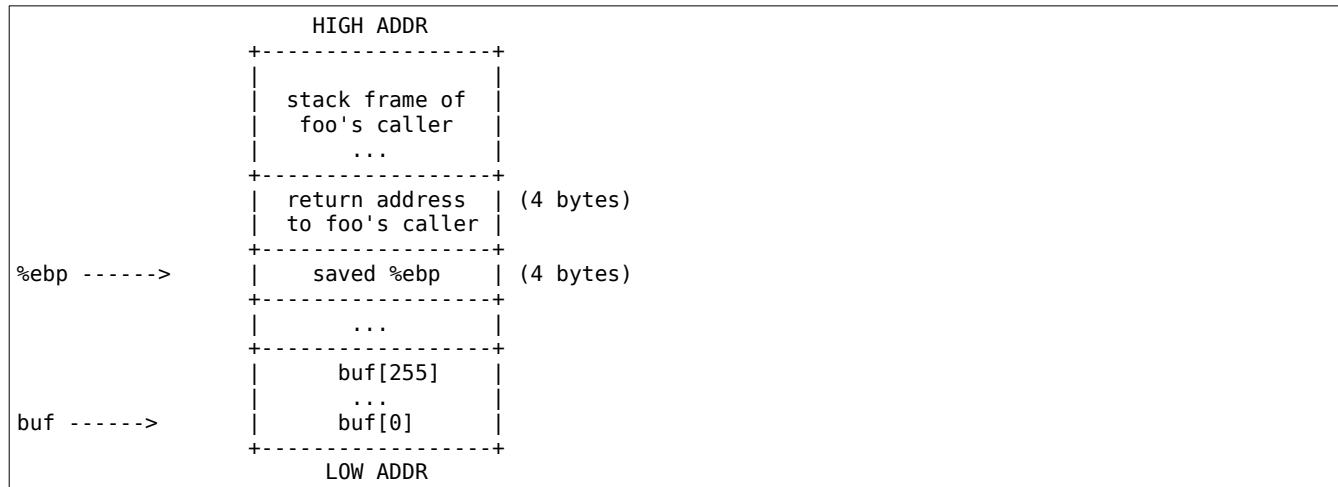 HIGH ADDR
+------------------+
|                  |
|  stack frame of  |
|   foo's caller   |
|       ...        |
+------------------+
|  return address  | (4 bytes)
|  to foo's caller |
+------------------+
%ebp ------>      |    saved %ebp    | (4 bytes)
+------------------+
|       ...        |
+------------------+
|      buf[255]    |
|       ...        |
buf ------>       |      buf[0]      |
+------------------+
LOW ADDR